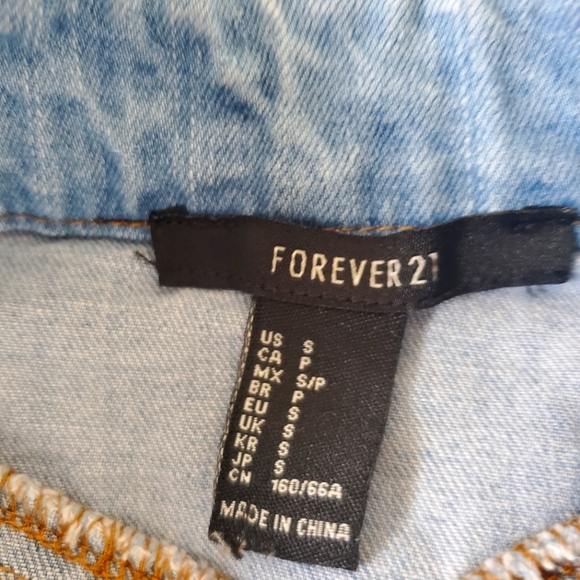 FOREVER 21
US S
CA P
MX S/P
BR P
EU S
UK S
KR S
JP S
CN 160/66A
MADE IN CHINA